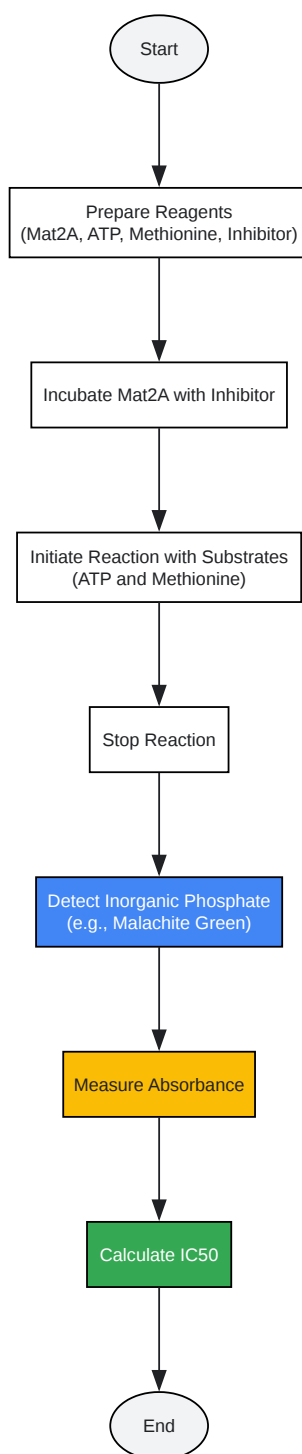 Start
Prepare Reagents
(Mat2A, ATP, Methionine, Inhibitor)
Incubate Mat2A with Inhibitor
Initiate Reaction with Substrates
(ATP and Methionine)
Stop Reaction
Detect Inorganic Phosphate
(e.g., Malachite Green)
Measure Absorbance
Calculate IC50
End